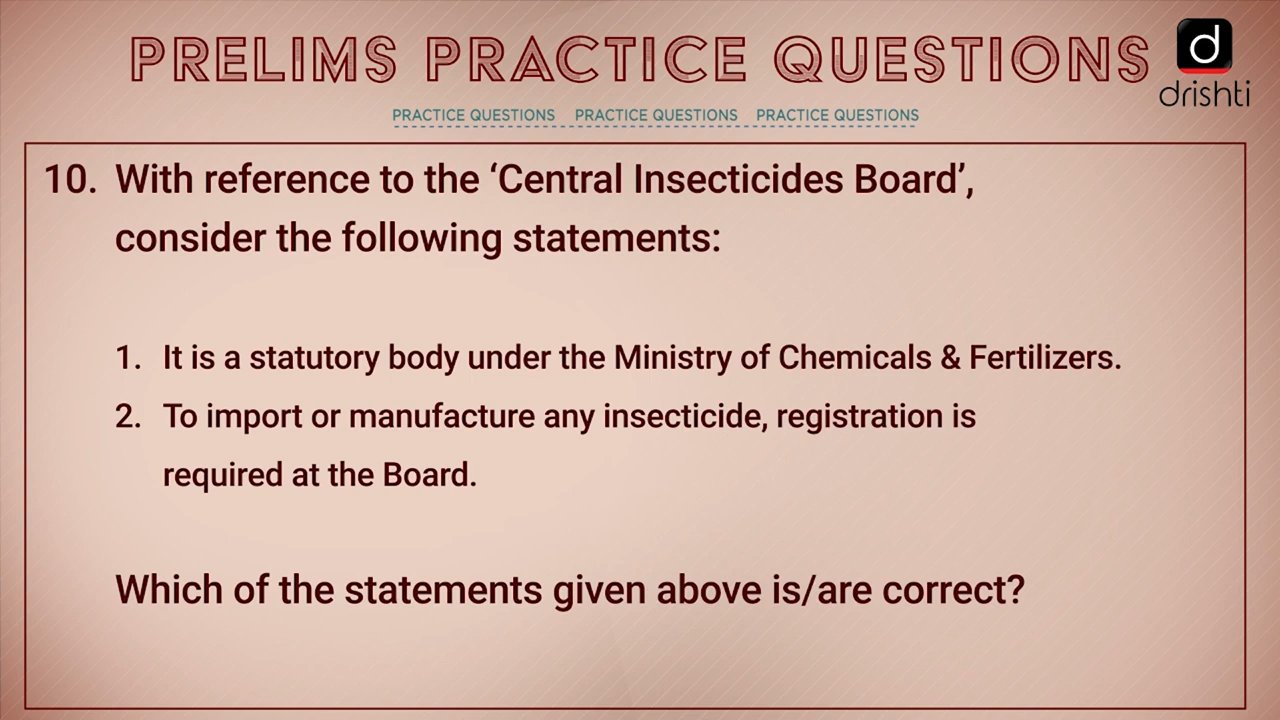 PRELIMS PRACTICE QUESTIONS
drishti
PRACTICE QUESTIONS PRACTICE QUESTIONS PRACTICE QUESTIONS
10. With reference to the ‘Central Insecticides Board’,
consider the following statements:
1. It is a statutory body under the Ministry of Chemicals & Fertilizers.
2. To import or manufacture any insecticide, registration is
required at the Board.
Which of the statements given above is/are correct?